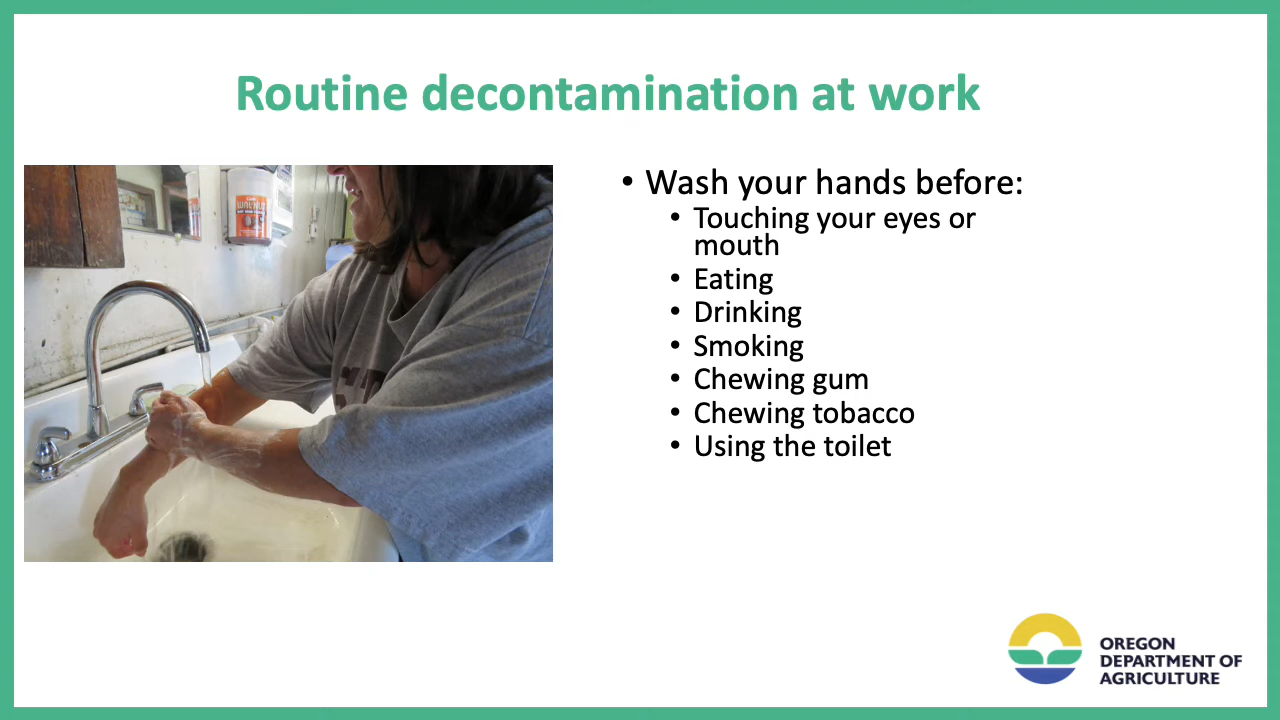 Routine decontamination at work
• Wash your hands before:
• Touching your eyes or
mouth
• Eating
• Drinking
• Smoking
• Chewing gum
• Chewing tobacco
• Using the toilet
OREGON
DEPARTMENT OF
AGRICULTURE